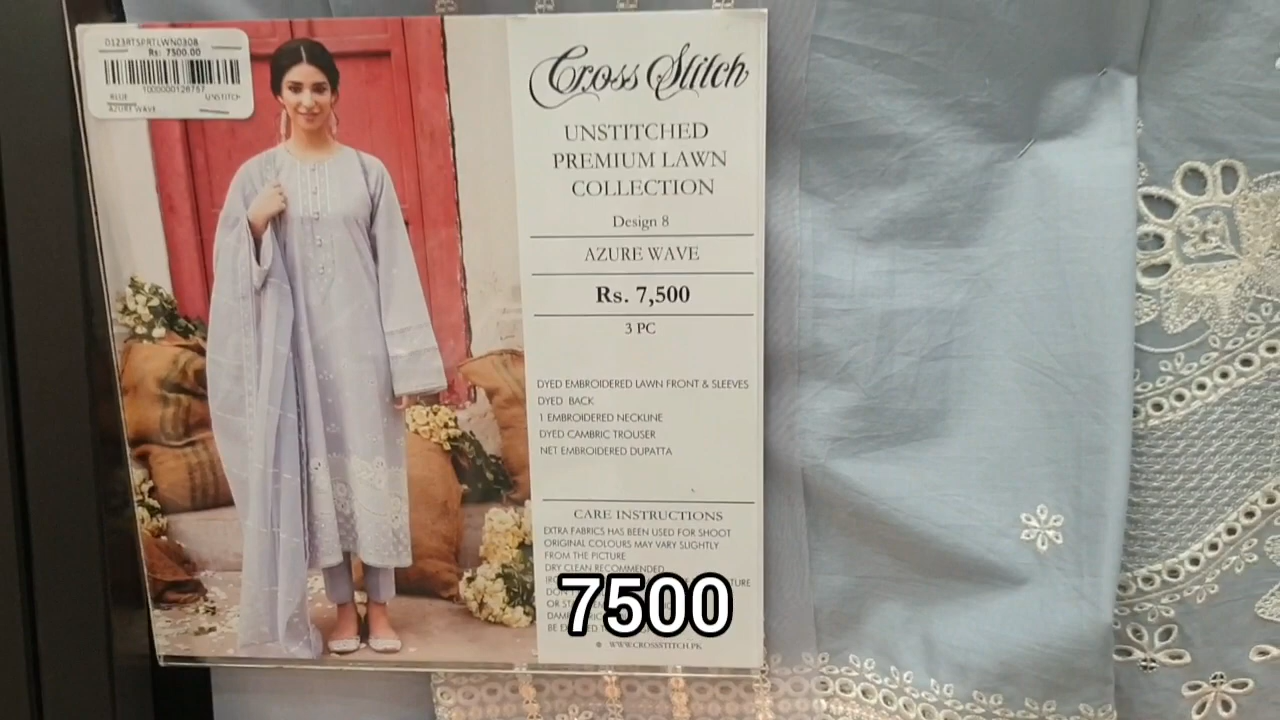 0123RTSPRTLWN0308
Rs: 7500.00
1000000128757
BLUE UNSTITCH
AZURE WAVE
Cross Stitch
UNSTITCHED
PREMIUM LAWN
COLLECTION
Design 8
AZURE WAVE
Rs. 7,500
3 PC
DYED EMBROIDERED LAWN FRONT & SLEEVES
DYED BACK
1 EMBROIDERED NECKLINE
DYED CAMBRIC TROUSER
NET EMBROIDERED DUPATTA
CARE INSTRUCTIONS
EXTRA FABRICS HAS BEEN USED FOR SHOOT
ORIGINAL COLOURS MAY VARY SLIGHTLY
FROM THE PICTURE
DRY CLEAN RECOMMENDED
7500
WWW.CROSSSTITCH.PK